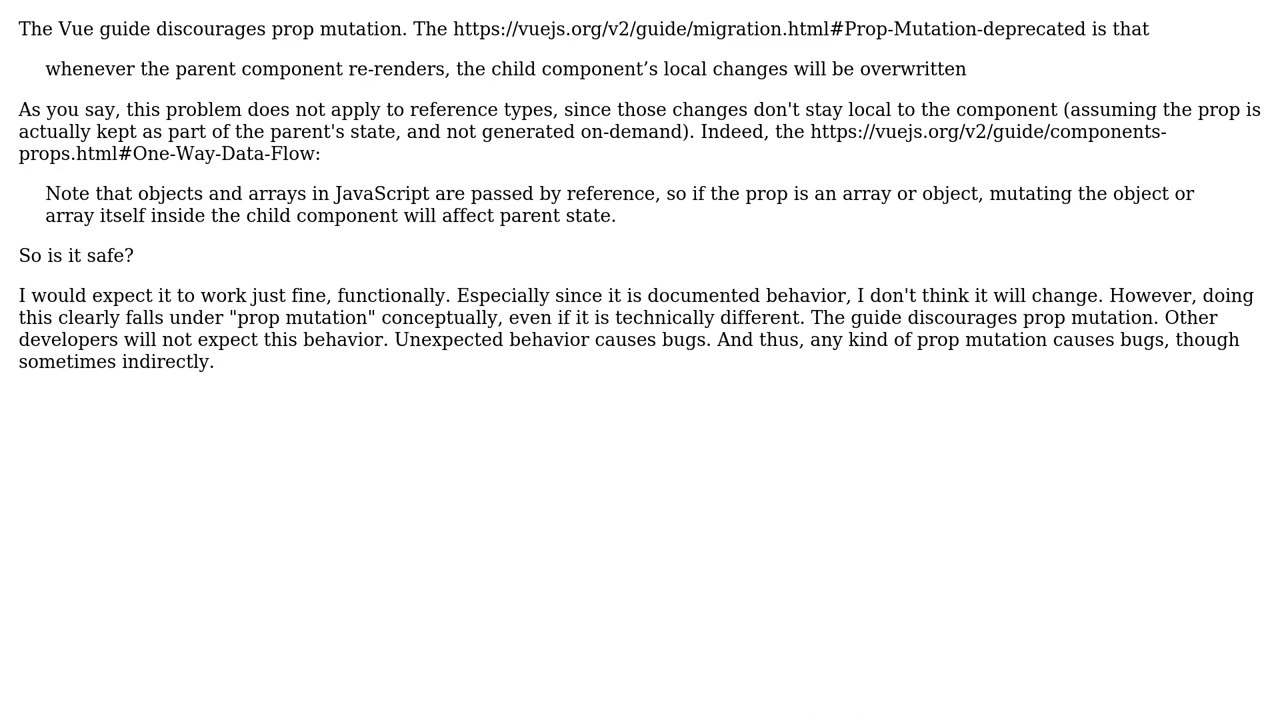 The Vue guide discourages prop mutation. The https://vuejs.org/v2/guide/migration.html#Prop-Mutation-deprecated is that
whenever the parent component re-renders, the child component’s local changes will be overwritten
As you say, this problem does not apply to reference types, since those changes don't stay local to the component (assuming the prop is
actually kept as part of the parent's state, and not generated on-demand). Indeed, the https://vuejs.org/v2/guide/components-
props.html#One-Way-Data-Flow:
Note that objects and arrays in JavaScript are passed by reference, so if the prop is an array or object, mutating the object or
array itself inside the child component will affect parent state.
So is it safe?
I would expect it to work just fine, functionally. Especially since it is documented behavior, I don't think it will change. However, doing
this clearly falls under "prop mutation" conceptually, even if it is technically different. The guide discourages prop mutation. Other
developers will not expect this behavior. Unexpected behavior causes bugs. And thus, any kind of prop mutation causes bugs, though
sometimes indirectly.